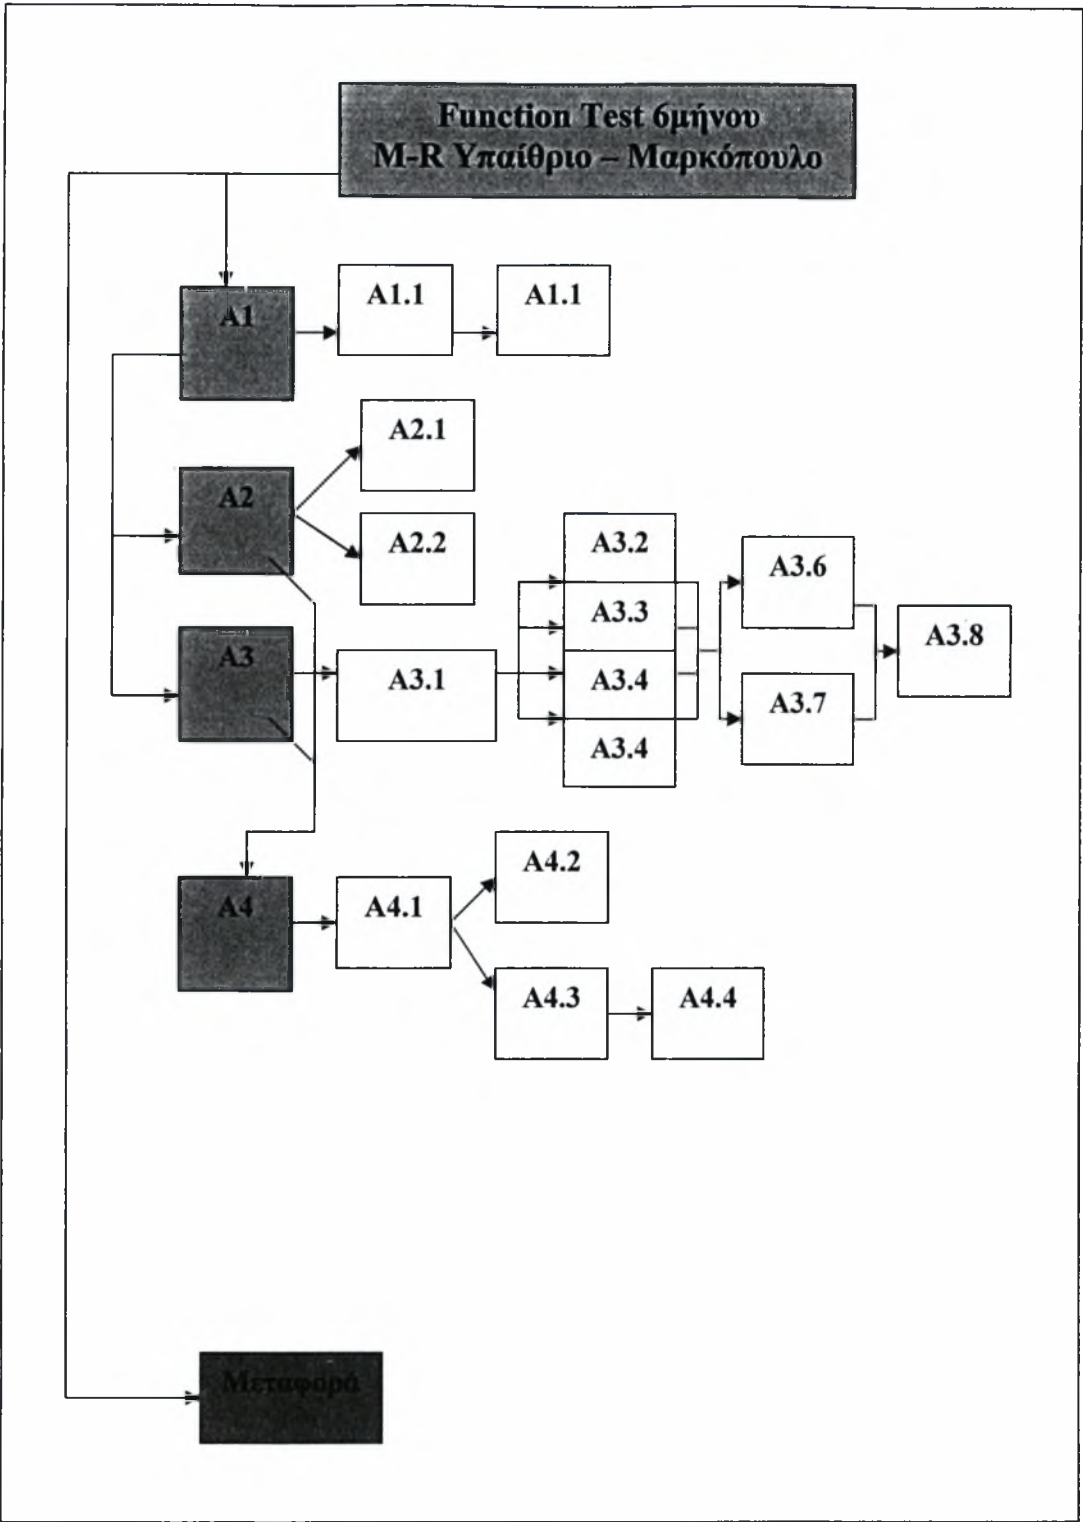 Function Test 6μήνου
M-R Υπαίθριο – Μαρκόπουλο
A1
A1.1
A1.1
A2
A2.1
A2.2
A3
A3.1
A3.2
A3.3
A3.4
A3.4
A3.6
A3.7
A3.8
A4
A4.1
A4.2
A4.3
A4.4
Μεταφορά